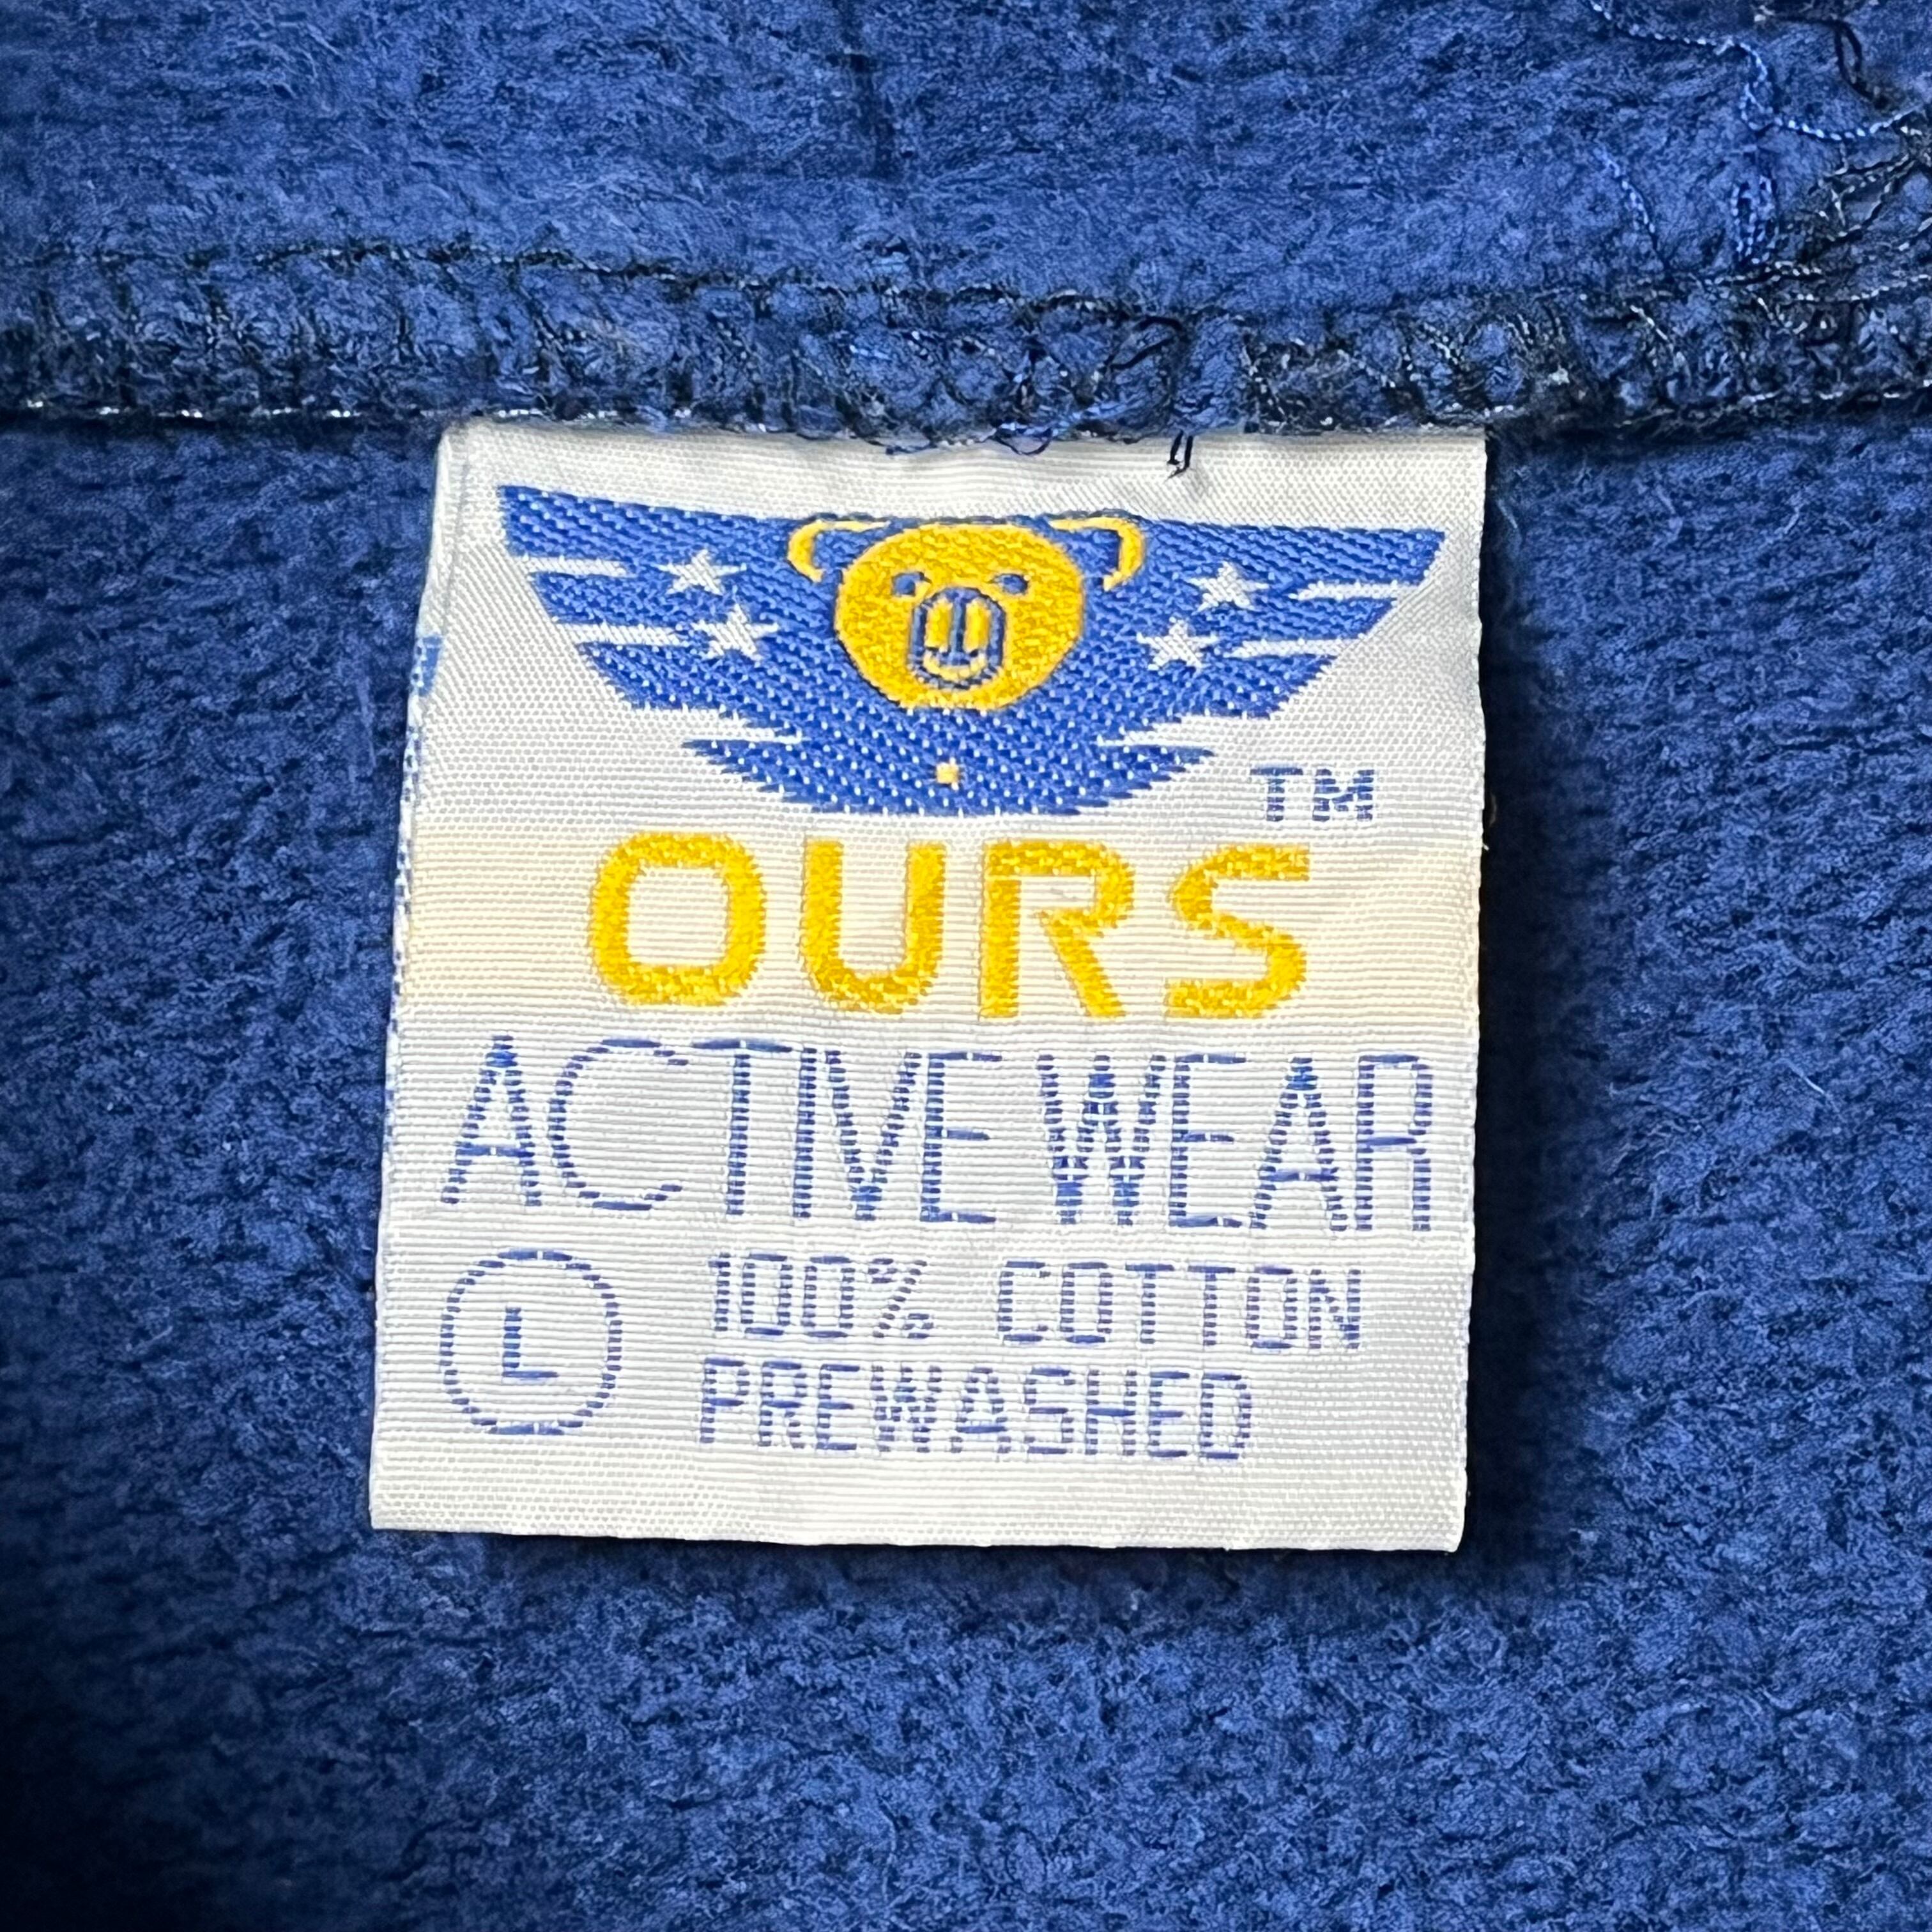 TM
OURS
ACTIVE WEAR
L 100% COTTON
PREWASHED